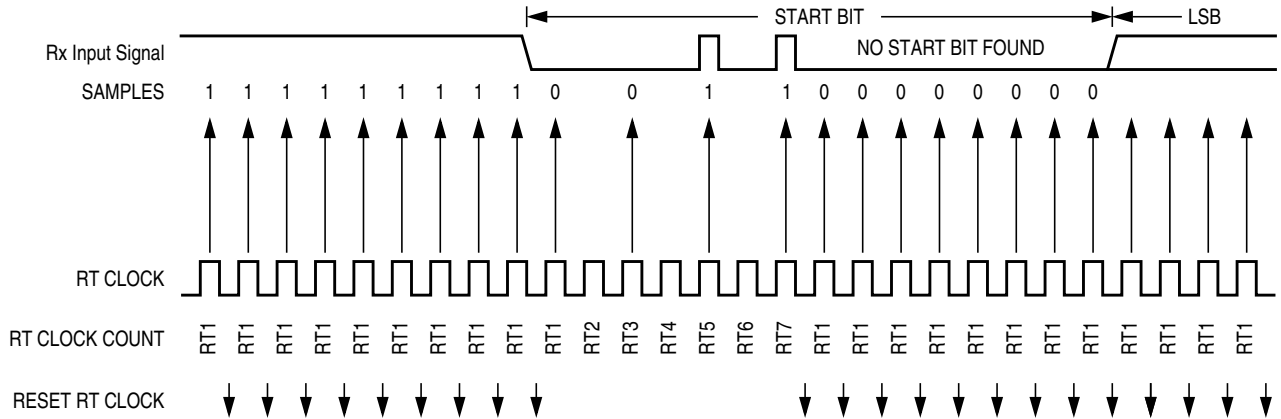 START BIT LSB
Rx Input Signal NO START BIT FOUND
SAMPLES 1 1 1 1 1 1 1 1 1 0 0 1 1 0 0 0 0 0 0 0 0
RT CLOCK
RT CLOCK COUNT RT1 RT1 RT1 RT1 RT1 RT1 RT1 RT1 RT1 RT1 RT2 RT3 RT4 RT5 RT6 RT7 RT1 RT1 RT1 RT1 RT1 RT1 RT1 RT1 RT1 RT1 RT1 RT1
RESET RT CLOCK